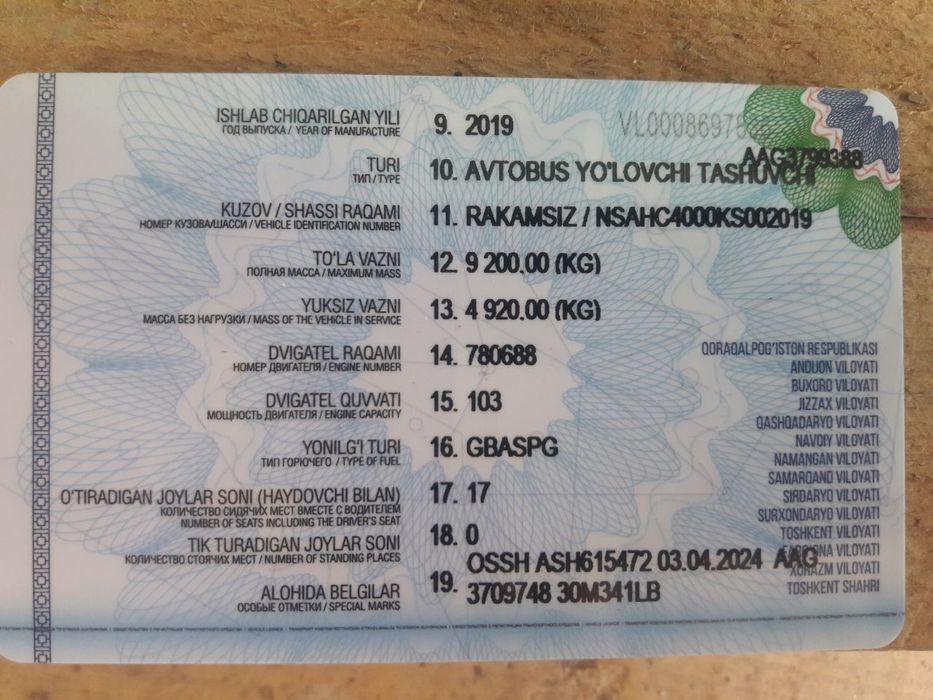 ISHLAB CHIQARILGAN YILI
ГОД ВЫПУСКА / YEAR OF MANUFACTURE
9. 2019
AAG3799388
TURI
ТИП / TYPE
10. AVTOBUS YO'LOVCHI TASHUVCHI
KUZOV / SHASSI RAQAMI
НОМЕР КУЗОВА/ШАССИ / VEHICLE IDENTIFICATION NUMBER
11. RAKAMSIZ / NSAHC4000KS002019
TO'LA VAZNI
ПОЛНАЯ МАССА / MAXIMUM MASS
12. 9 200.00 (KG)
YUKSIZ VAZNI
МАССА БЕЗ НАГРУЗКИ / MASS OF THE VEHICLE IN SERVICE
13. 4 920.00 (KG)
DVIGATEL RAQAMI
НОМЕР ДВИГАТЕЛЯ / ENGINE NUMBER
14. 780688
DVIGATEL QUVVATI
МОЩНОСТЬ ДВИГАТЕЛЯ / ENGINE CAPACITY
15. 103
YONILG'I TURI
ТИП ГОРЮЧЕГО / TYPE OF FUEL
16. GBASPG
O'TIRADIGAN JOYLAR SONI (HAYDOVCHI BILAN)
КОЛИЧЕСТВО СИДЯЧИХ МЕСТ ВМЕСТЕ С ВОДИТЕЛЕМ
NUMBER OF SEATS INCLUDING THE DRIVER'S SEAT
17. 17
TIK TURADIGAN JOYLAR SONI
КОЛИЧЕСТВО СТОЯЧИХ МЕСТ / NUMBER OF STANDING PLACES
18. 0
ALOHIDA BELGILAR
ОСОБЫЕ ОТМЕТКИ / SPECIAL MARKS
19. OSSH ASH615472 03.04.2024 AAG
3709748 30M341LB
QORAQALPOG'ISTON RESPUBLIKASI
ANDIJON VILOYATI
BUXORO VILOYATI
JIZZAX VILOYATI
QASHQADARYO VILOYATI
NAVOIY VILOYATI
NAMANGAN VILOYATI
SAMARQAND VILOYATI
SIRDARYO VILOYATI
SURXONDARYO VILOYATI
TOSHKENT VILOYATI
VILOYATI
XORAZM VILOYATI
TOSHKENT SHAHRI